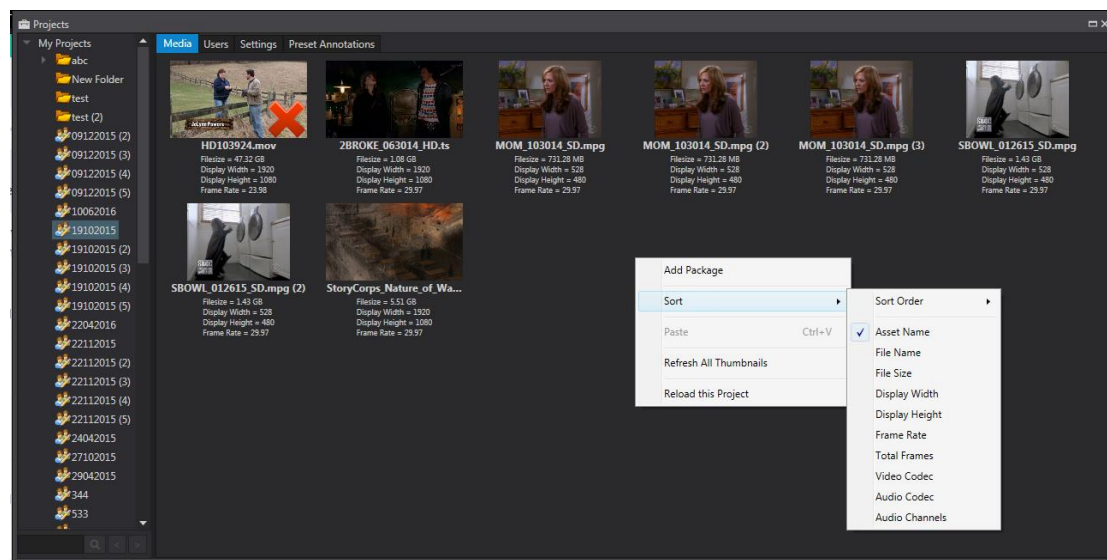 Projects
My Projects
abc
New Folder
test
test (2)
09122015 (2)
09122015 (3)
09122015 (4)
09122015 (5)
10062016
19102015
19102015 (2)
19102015 (3)
19102015 (4)
19102015 (5)
22042016
22112015
22112015 (2)
22112015 (3)
22112015 (4)
22112015 (5)
24042015
27102015
29042015
344
533
Media Users Settings Preset Annotations
JoLynn Powers
HD103924.mov
Filesize = 47.32 GB
Display Width = 1920
Display Height = 1080
Frame Rate = 23.98
2BROKE_063014_HD.ts
Filesize = 1.08 GB
Display Width = 1920
Display Height = 1080
Frame Rate = 29.97
MOM_103014_SD.mpg
Filesize = 731.28 MB
Display Width = 528
Display Height = 480
Frame Rate = 29.97
MOM_103014_SD.mpg (2)
Filesize = 731.28 MB
Display Width = 528
Display Height = 480
Frame Rate = 29.97
MOM_103014_SD.mpg (3)
Filesize = 731.28 MB
Display Width = 528
Display Height = 480
Frame Rate = 29.97
SBOWL_012615_SD.mpg
Filesize = 1.43 GB
Display Width = 528
Display Height = 480
Frame Rate = 29.97
SBOWL_012615_SD.mpg (2)
Filesize = 1.43 GB
Display Width = 528
Display Height = 480
Frame Rate = 29.97
StoryCorps_Nature_of_Wa...
Filesize = 5.51 GB
Display Width = 1920
Display Height = 1080
Frame Rate = 29.97
Add Package
Sort
Paste Ctrl+V
Refresh All Thumbnails
Reload this Project
Sort Order
Asset Name
File Name
File Size
Display Width
Display Height
Frame Rate
Total Frames
Video Codec
Audio Codec
Audio Channels